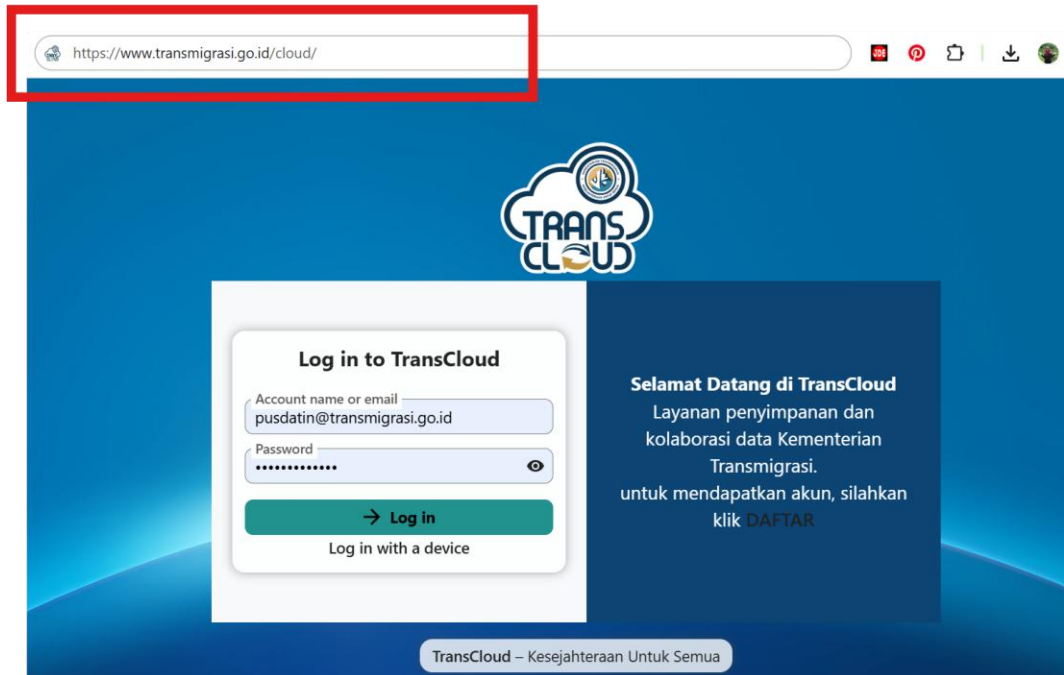 https://www.transmigrasi.go.id/cloud/
JDE
TRANS
CLOUD
Log in to TransCloud
Account name or email
pusdatin@transmigrasi.go.id
Password
•••••••••••••
→ Log in
Log in with a device
Selamat Datang di TransCloud
Layanan penyimpanan dan
kolaborasi data Kementerian
Transmigrasi.
untuk mendapatkan akun, silahkan
klik DAFTAR
TransCloud – Kesejahteraan Untuk Semua